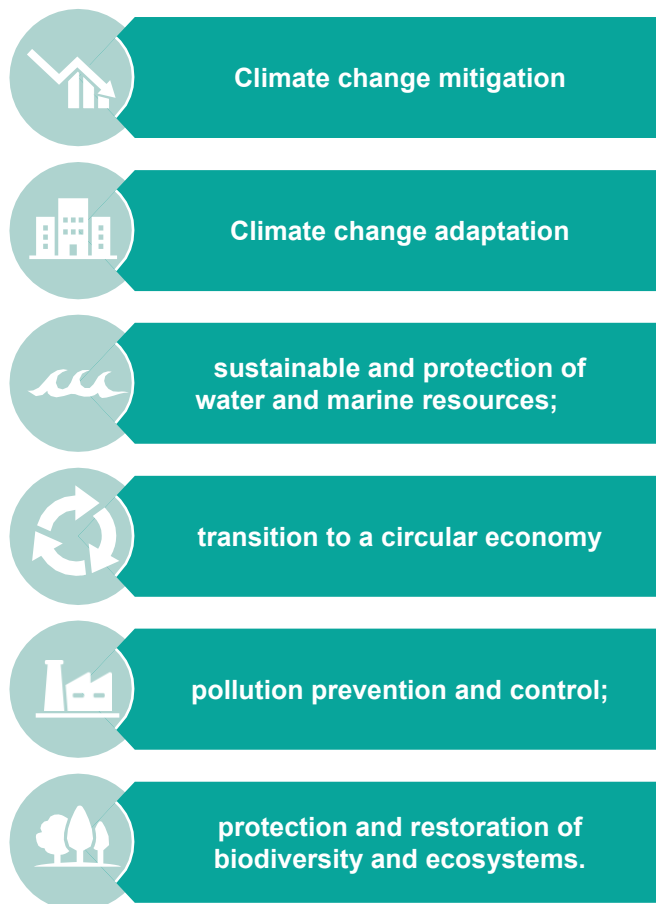 Climate change mitigation
Climate change adaptation
sustainable and protection of
water and marine resources;
transition to a circular economy
pollution prevention and control;
protection and restoration of
biodiversity and ecosystems.